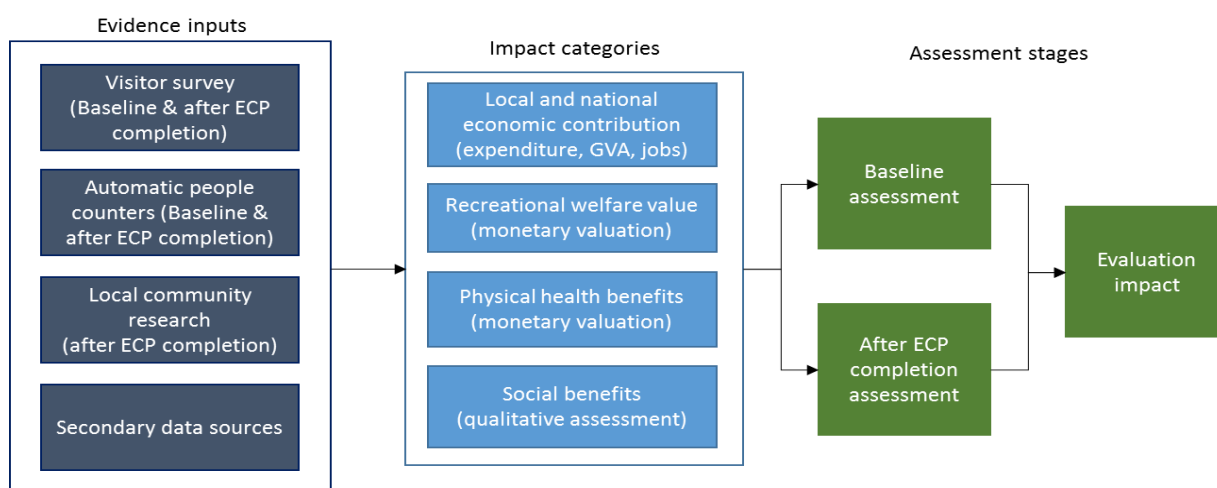 Evidence inputs
Visitor survey
(Baseline & after ECP
completion)
Automatic people
counters (Baseline &
after ECP completion)
Local community
research
(after ECP completion)
Secondary data sources
Impact categories
Local and national
economic contribution
(expenditure, GVA, jobs)
Recreational welfare value
(monetary valuation)
Physical health benefits
(monetary valuation)
Social benefits
(qualitative assessment)
Assessment stages
Baseline
assessment
After ECP
completion
assessment
Evaluation
impact